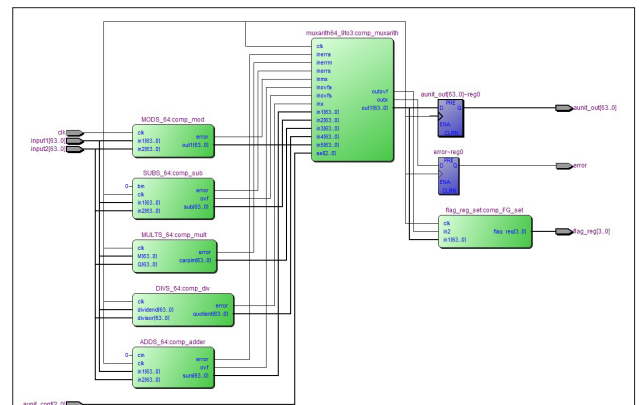 muxarith64_9to3:comp_muxarith
clk
inerra
inerrm
inerrs
inmx
inovfa
inovfs
inx
in1[63..0]
in2[63..0]
in3[63..0]
in4[63..0]
in5[63..0]
sel[2..0]
outovf
outx
out1[63..0]
aunit_out[63..0]~reg0
PRE
D
Q
ENA
CLRN
aunit_out[63..0]
error~reg0
PRE
D
Q
ENA
CLRN
error
flag_reg_set:comp_FG_set
clk
in2
in1[63..0]
flag_reg[3..0]
flag_reg[3..0]
clk
input1[63..0]
input2[63..0]
MODS_64:comp_mod
clk
in1[63..0]
in2[63..0]
error
out1[63..0]
SUBS_64:comp_sub
0
bin
clk
in1[63..0]
in2[63..0]
error
ovf
sub[63..0]
MULTS_64:comp_mult
clk
M[63..0]
Q[63..0]
error
carpim[63..0]
DIVS_64:comp_div
clk
dividend[63..0]
divisor[63..0]
error
quotient[63..0]
ADDS_64:comp_adder
0
cin
clk
in1[63..0]
in2[63..0]
error
ovf
sum[63..0]
aunit_cont[2..0]